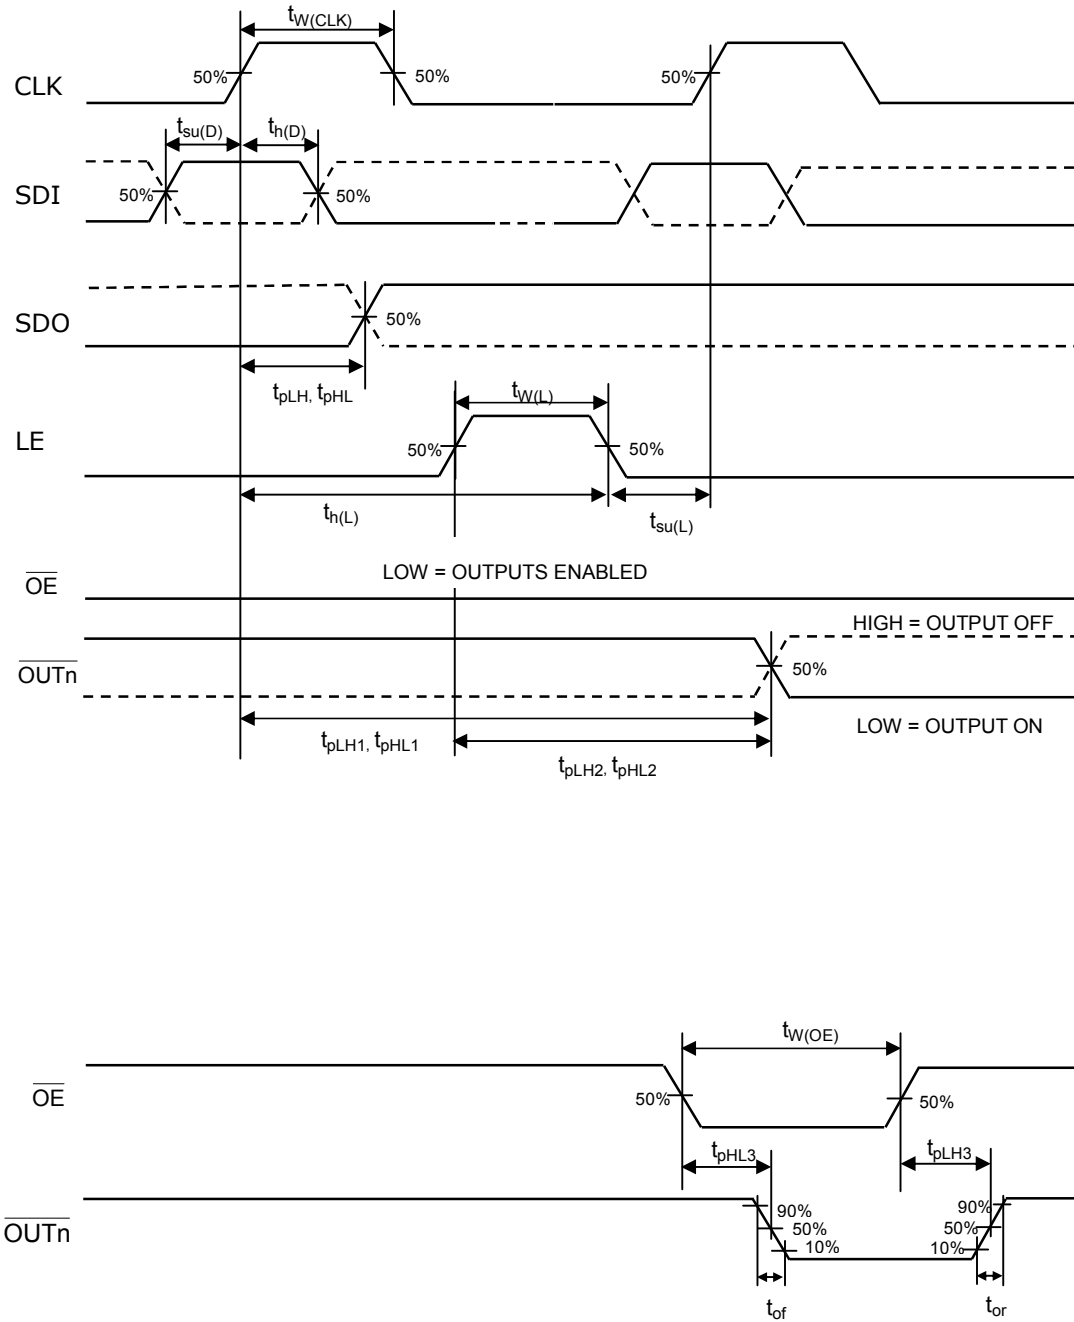 tW(CLK)
50%
50%
50%
CLK
tsu(D)
th(D)
50%
50%
SDI
50%
SDO
tpLH, tpHL
tW(L)
LE
50%
50%
th(L)
tsu(L)
LOW = OUTPUTS ENABLED
OE
HIGH = OUTPUT OFF
OUTn
50%
LOW = OUTPUT ON
tpLH1, tpHL1
tpLH2, tpHL2
tW(OE)
OE
50%
50%
tpHL3
tpLH3
90%
90%
50%
50%
OUTn
10%
10%
tof
tor